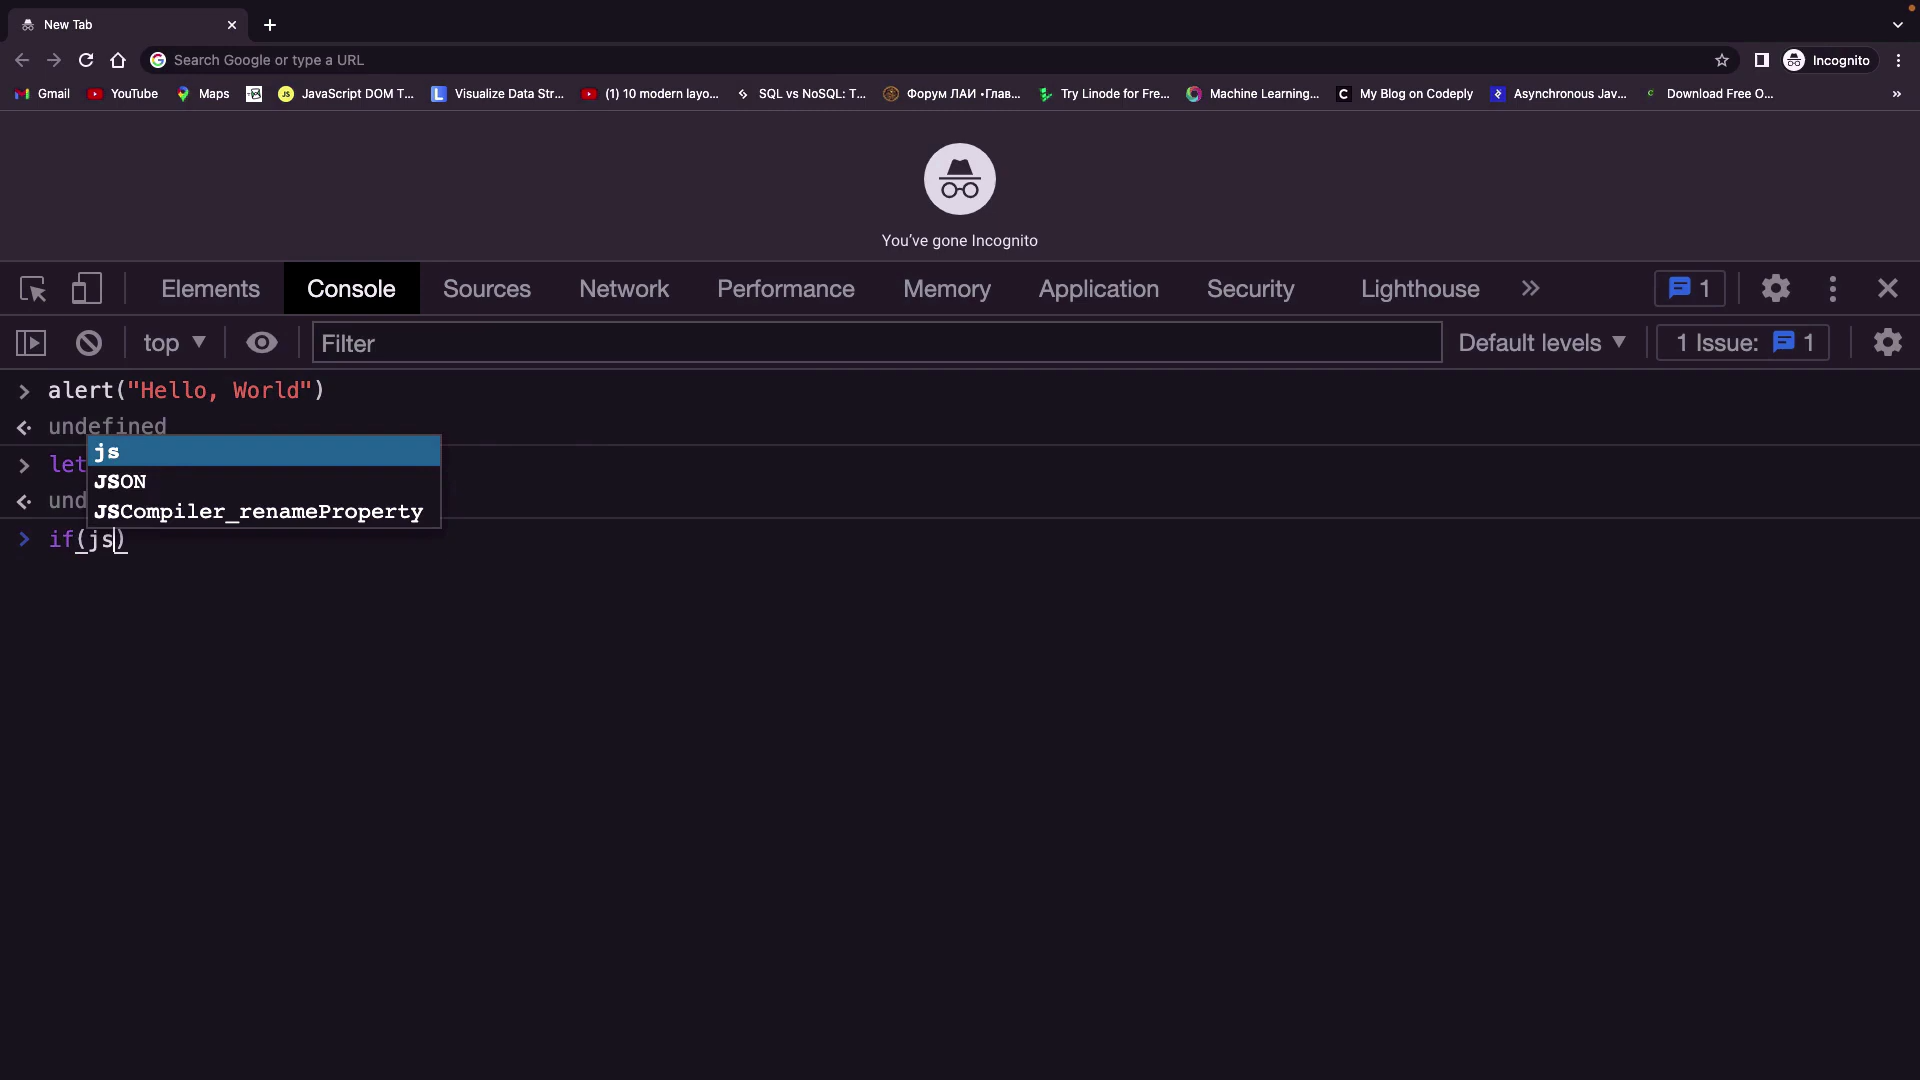 New Tab
Search Google or type a URL
Incognito
Gmail YouTube Maps JavaScript DOM T... Visualize Data Str... (1) 10 modern layo... SQL vs NoSQL: T... Форум ЛАИ •Глав... Try Linode for Fre... Machine Learning... My Blog on Codeply Asynchronous Jav... Download Free O... »
You've gone Incognito
Elements Console Sources Network Performance Memory Application Security Lighthouse » 1
top ▼ Filter Default levels ▼ 1 Issue: 1
> alert("Hello, World")
undefined
js
> let
JSON
und
JSCompiler_renameProperty
> if(js)